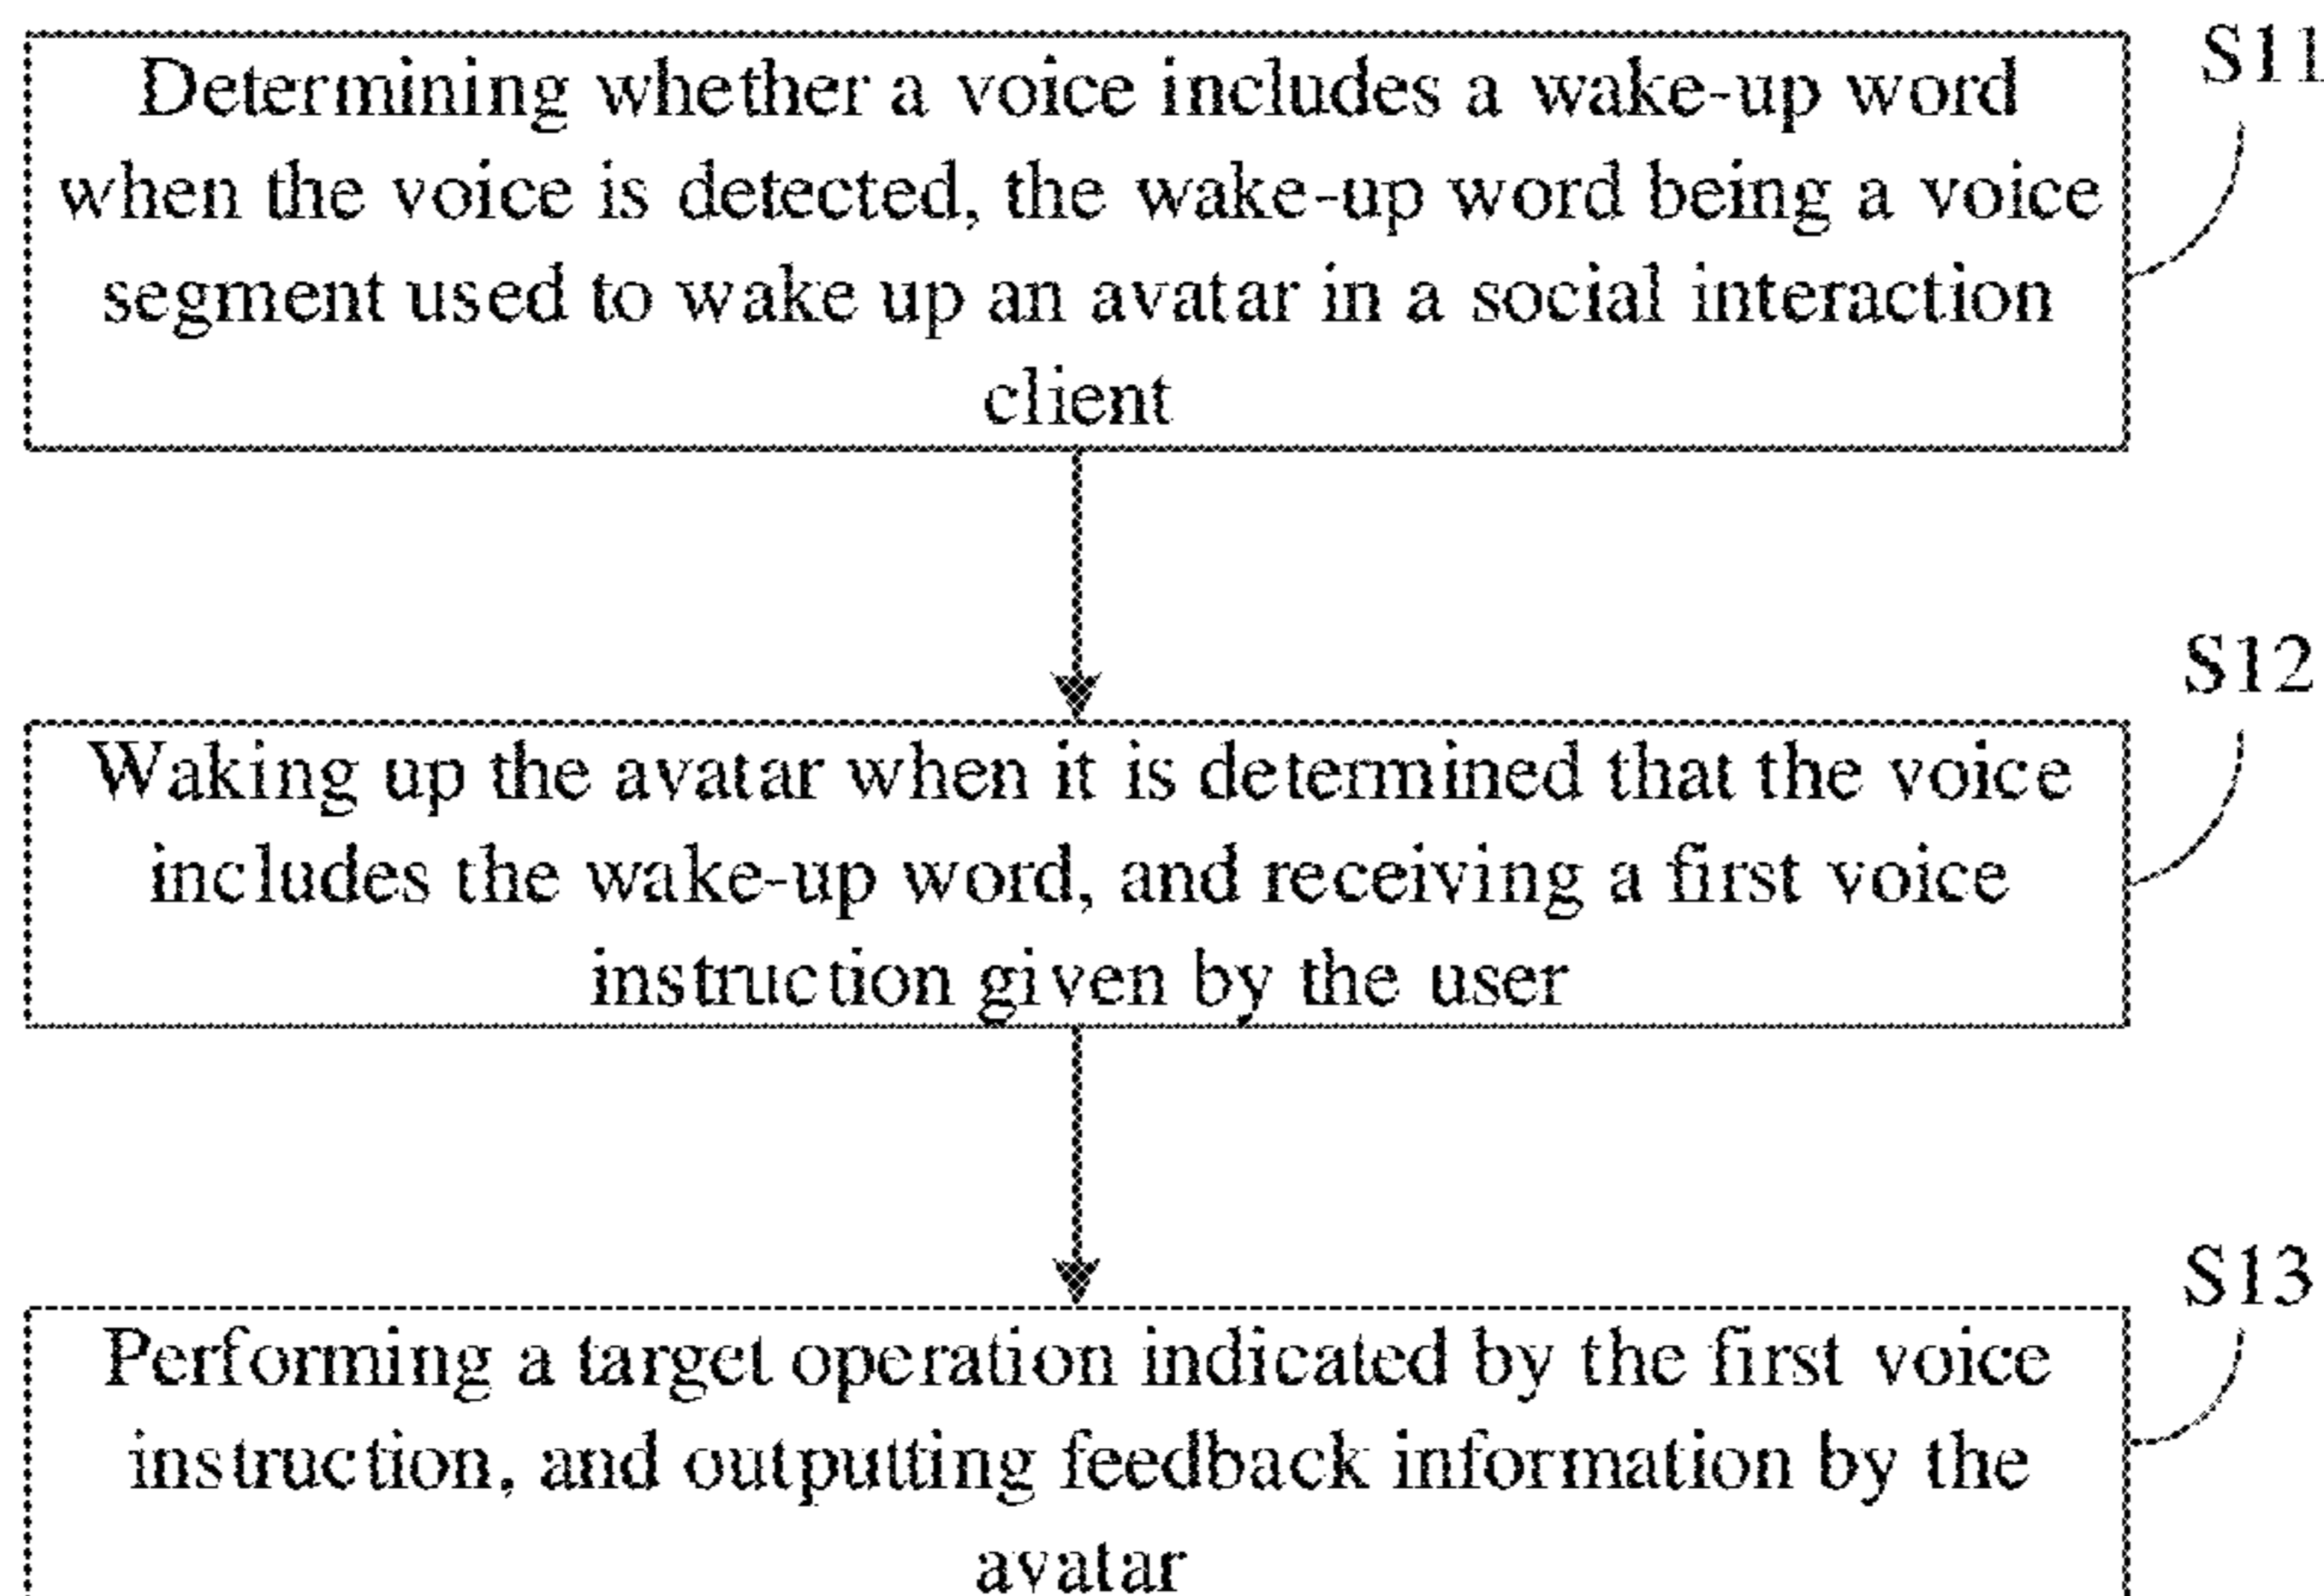 S11
Determining whether a voice includes a wake-up word
when the voice is detected, the wake-up word being a voice
segment used to wake up an avatar in a social interaction
client
S12
Waking up the avatar when it is determined that the voice
includes the wake-up word, and receiving a first voice
instruction given by the user
S13
Performing a target operation indicated by the first voice
instruction, and outputting feedback information by the
avatar